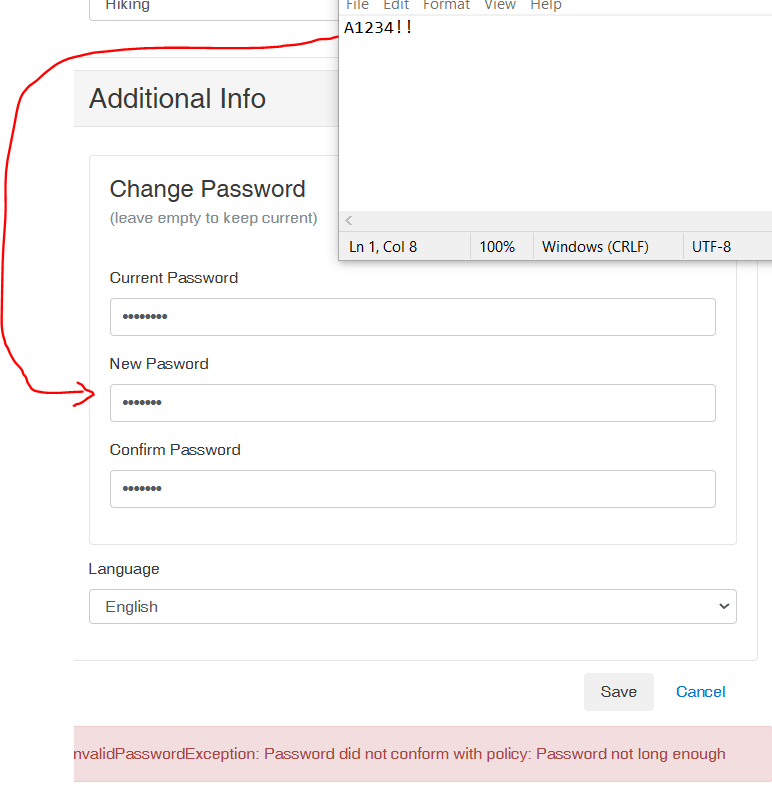 Hiking
File Edit Format View Help
A1234!!
Additional Info
Change Password
(leave empty to keep current)
Ln 1, Col 8 100% Windows (CRLF) UTF-8
Current Password
••••••••
New Pasword
•••••••
Confirm Password
•••••••
Language
English
Save Cancel
nvalidPasswordException: Password did not conform with policy: Password not long enough